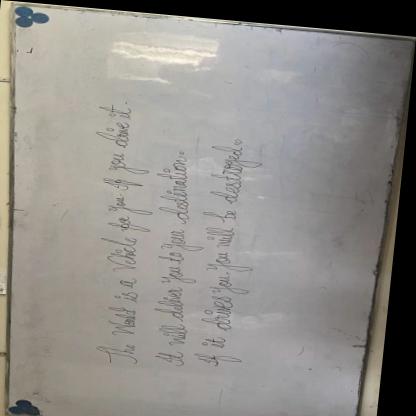 The World is a Vehicle for you. If you drive it.
It will deliver you to your destination.
If it drives you, you will be destroyed.